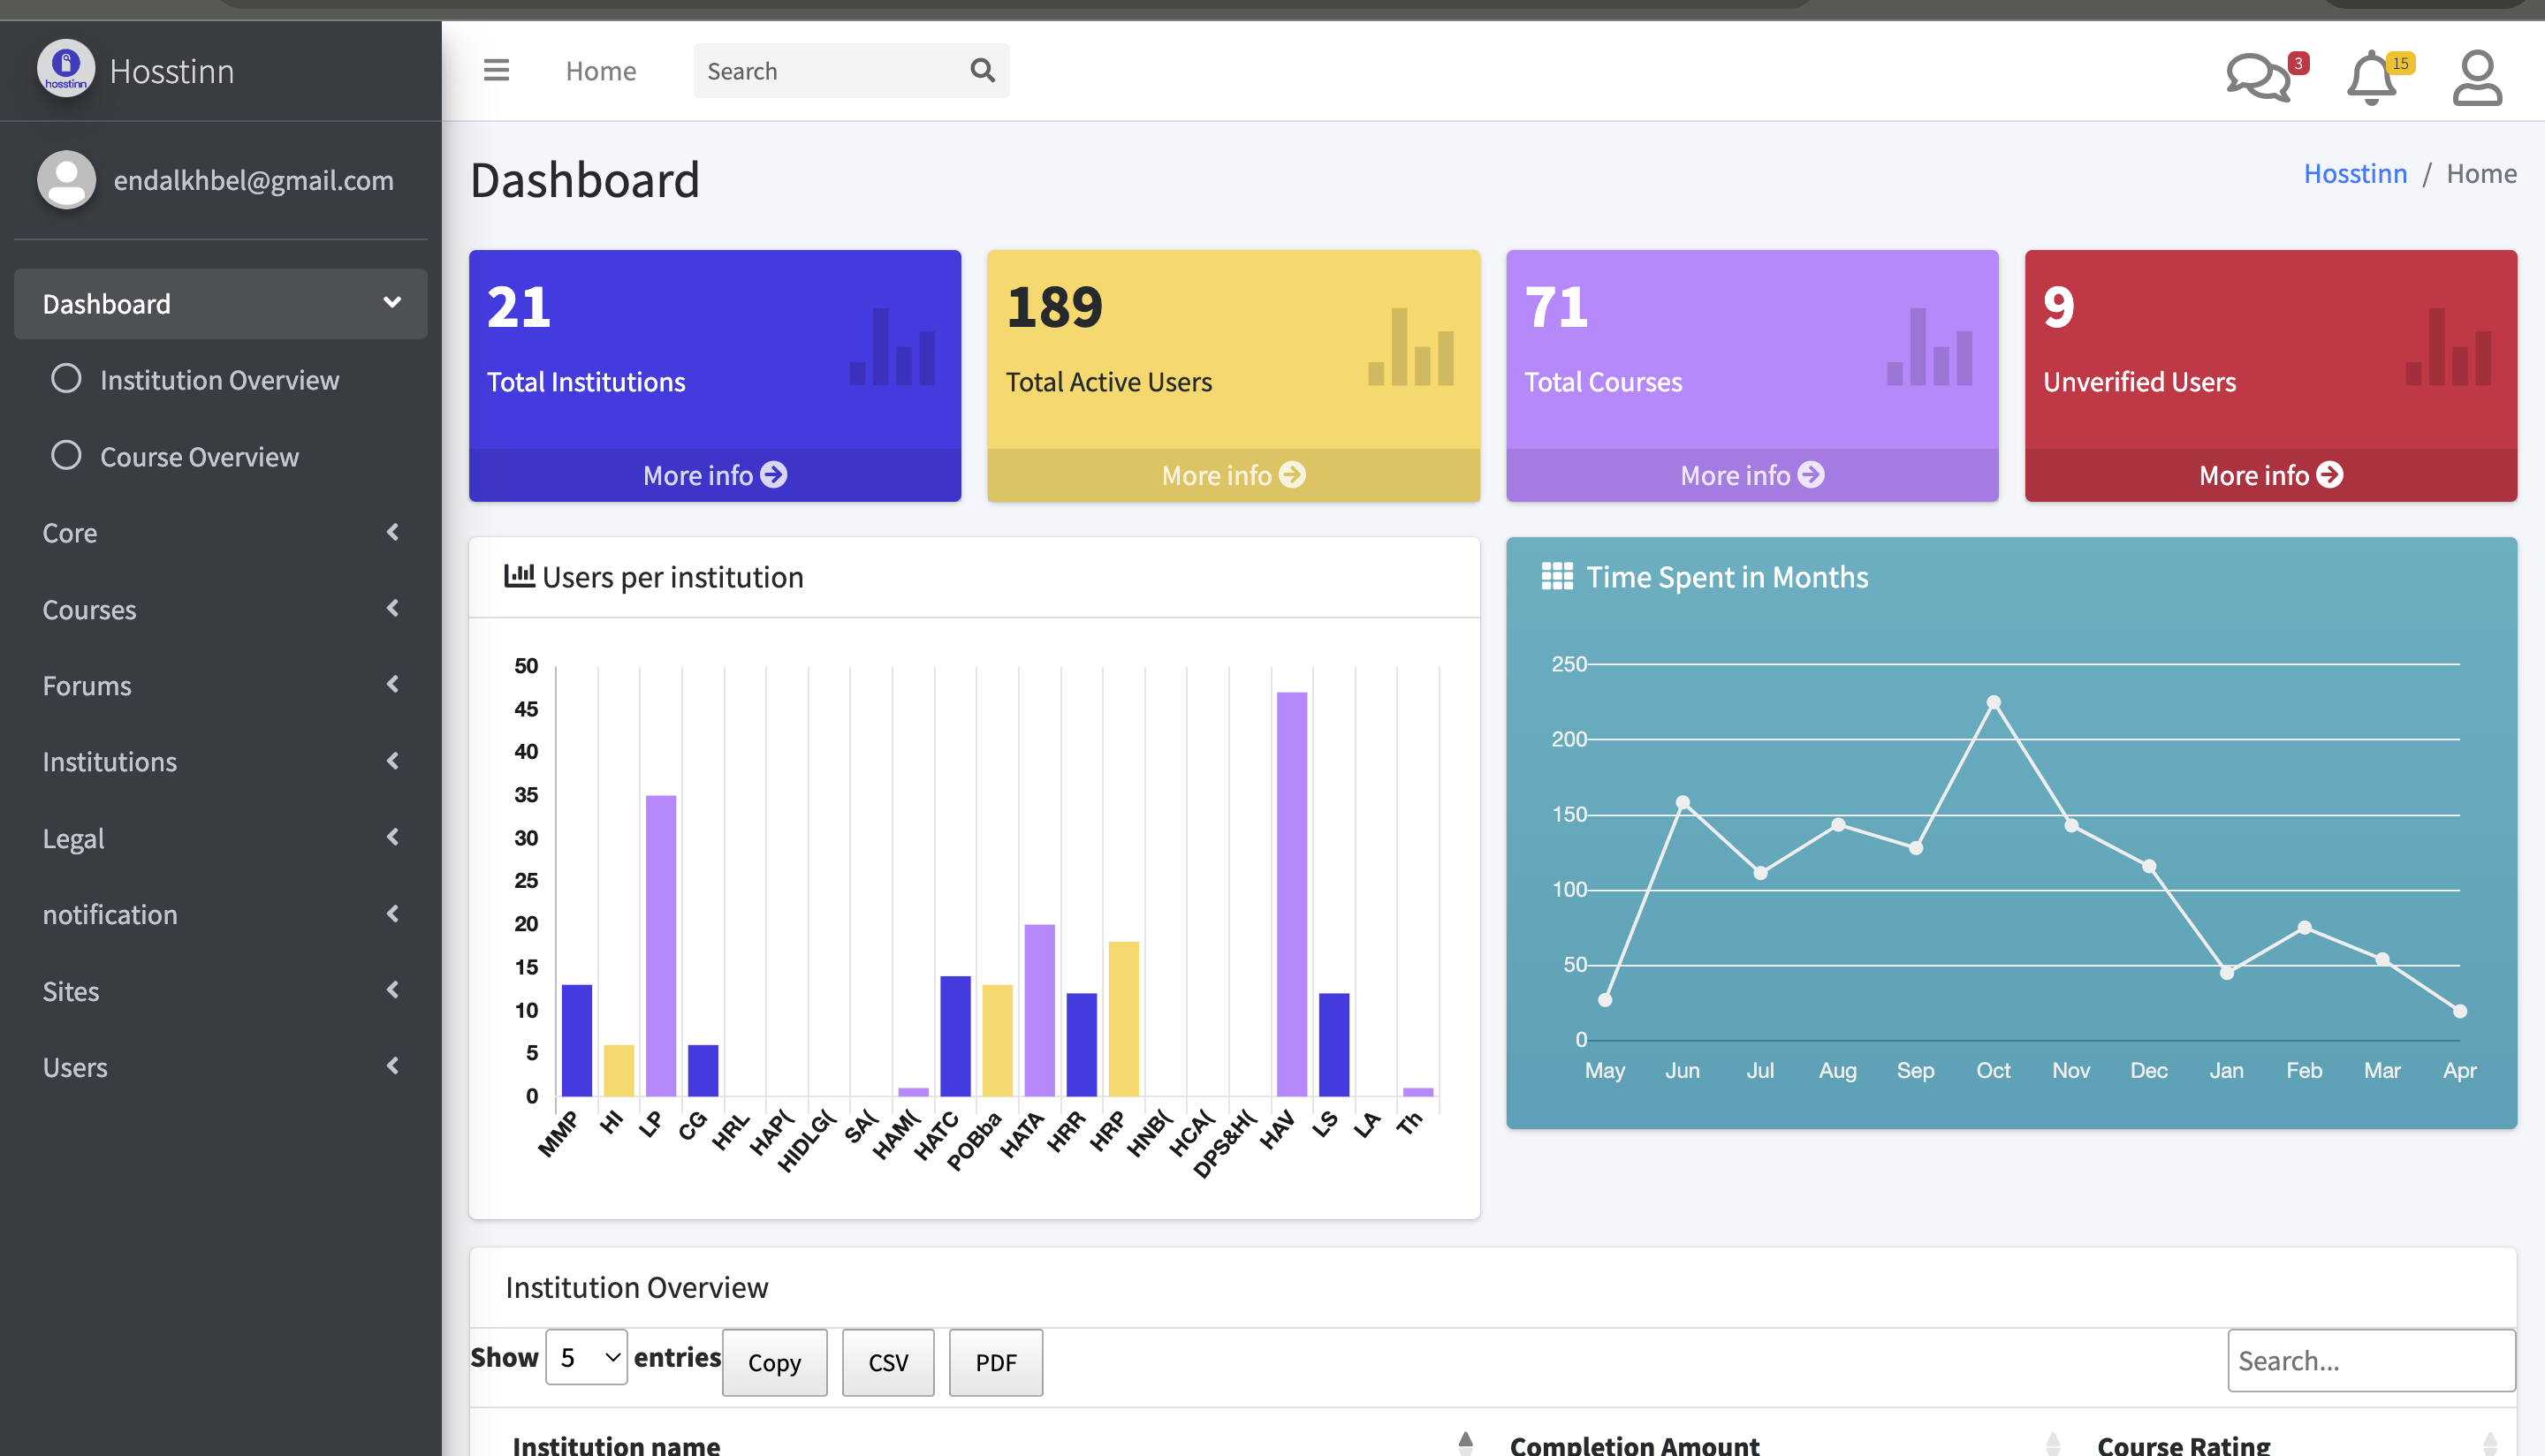 hosstinn
Hosstinn
Home
Search
3
15
endalkhbel@gmail.com
Dashboard
Hosstinn / Home
Dashboard
Institution Overview
Course Overview
Core
Courses
Forums
Institutions
Legal
notification
Sites
Users
21
Total Institutions
More info
189
Total Active Users
More info
71
Total Courses
More info
9
Unverified Users
More info
Users per institution
50
45
40
35
30
25
20
15
10
5
0
MMP
HI
LP
CG
HRL
HAP(
HIDLG(
SA(
HAM(
HATC
POBba
HATA
HRR
HRP
HNB(
HCA(
DPS&H(
HAV
LS
LA
Th
Time Spent in Months
250
200
150
100
50
0
May Jun Jul Aug Sep Oct Nov Dec Jan Feb Mar Apr
Institution Overview
Show 5 entries Copy CSV PDF
Search...
Institution name Completion Amount Course Rating